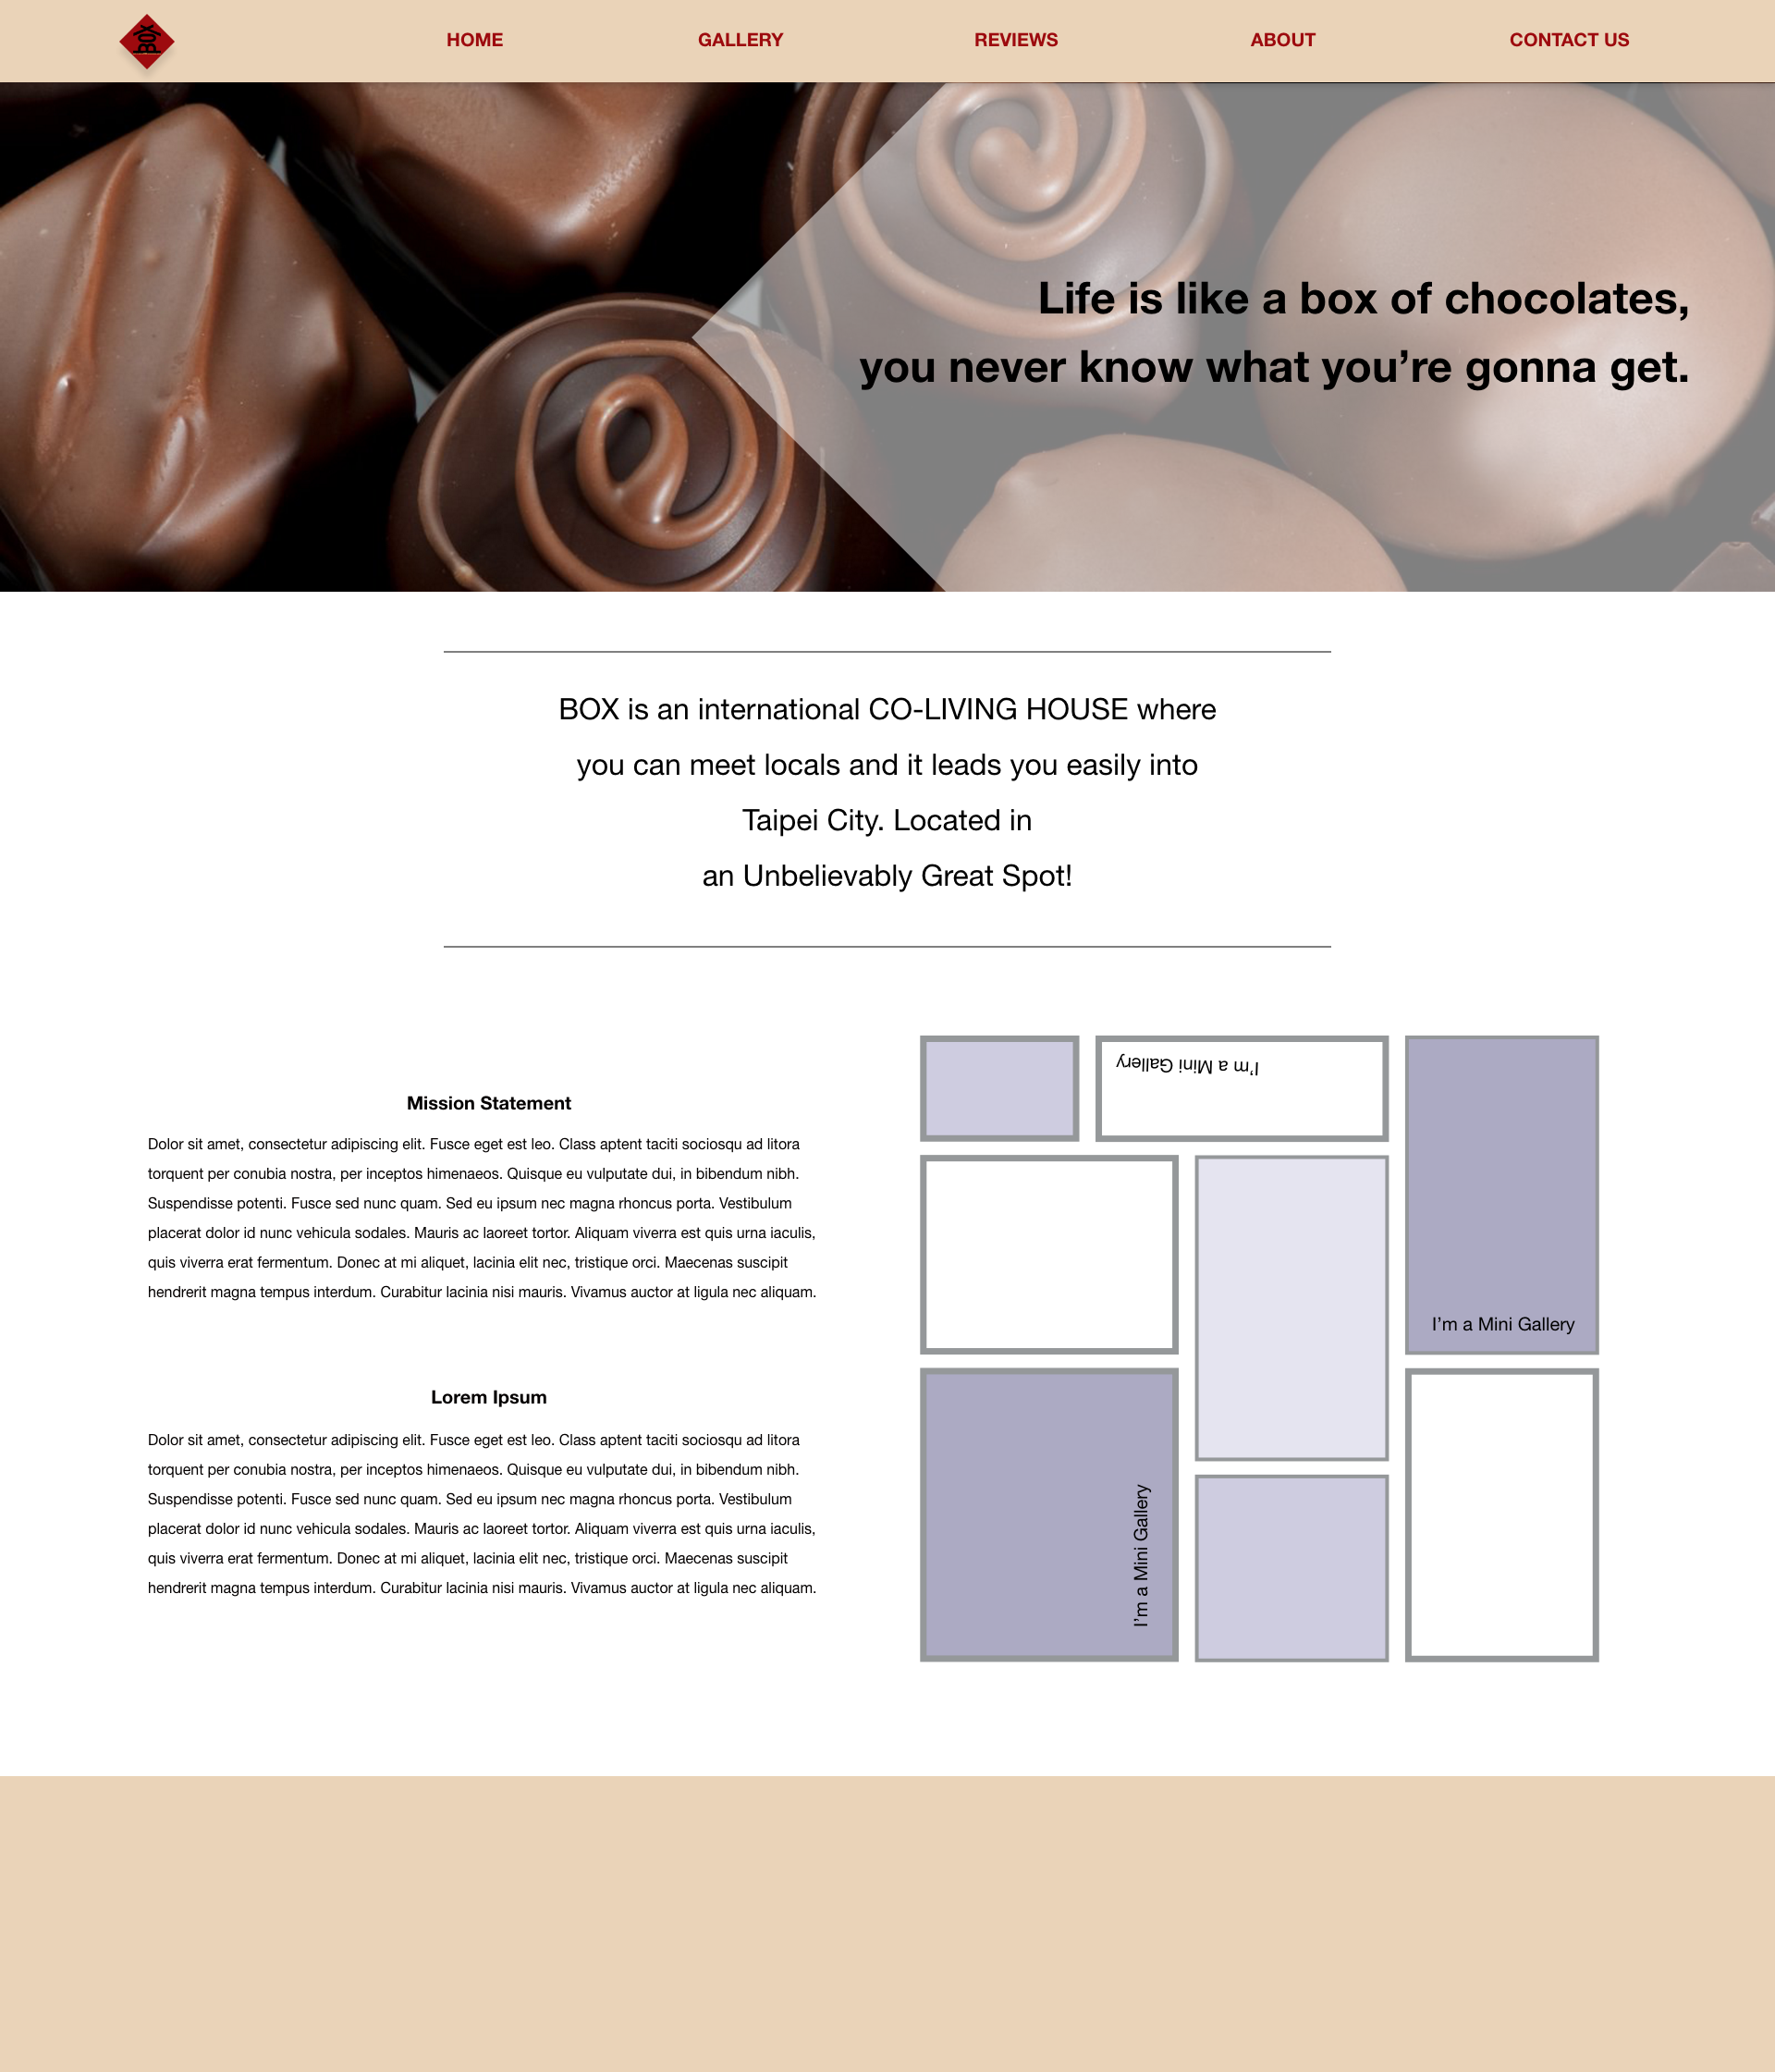 BOX
HOME
GALLERY
REVIEWS
ABOUT
CONTACT US
Life is like a box of chocolates,
you never know what you’re gonna get.
BOX is an international CO-LIVING HOUSE where
you can meet locals and it leads you easily into
Taipei City. Located in
an Unbelievably Great Spot!
Mission Statement
Dolor sit amet, consectetur adipiscing elit. Fusce eget est leo. Class aptent taciti sociosqu ad litora
torquent per conubia nostra, per inceptos himenaeos. Quisque eu vulputate dui, in bibendum nibh.
Suspendisse potenti. Fusce sed nunc quam. Sed eu ipsum nec magna rhoncus porta. Vestibulum
placerat dolor id nunc vehicula sodales. Mauris ac laoreet tortor. Aliquam viverra est quis urna iaculis,
quis viverra erat fermentum. Donec at mi aliquet, lacinia elit nec, tristique orci. Maecenas suscipit
hendrerit magna tempus interdum. Curabitur lacinia nisi mauris. Vivamus auctor at ligula nec aliquam.
Lorem Ipsum
Dolor sit amet, consectetur adipiscing elit. Fusce eget est leo. Class aptent taciti sociosqu ad litora
torquent per conubia nostra, per inceptos himenaeos. Quisque eu vulputate dui, in bibendum nibh.
Suspendisse potenti. Fusce sed nunc quam. Sed eu ipsum nec magna rhoncus porta. Vestibulum
placerat dolor id nunc vehicula sodales. Mauris ac laoreet tortor. Aliquam viverra est quis urna iaculis,
quis viverra erat fermentum. Donec at mi aliquet, lacinia elit nec, tristique orci. Maecenas suscipit
hendrerit magna tempus interdum. Curabitur lacinia nisi mauris. Vivamus auctor at ligula nec aliquam.
I’m a Mini Gallery
I’m a Mini Gallery
I’m a Mini Gallery